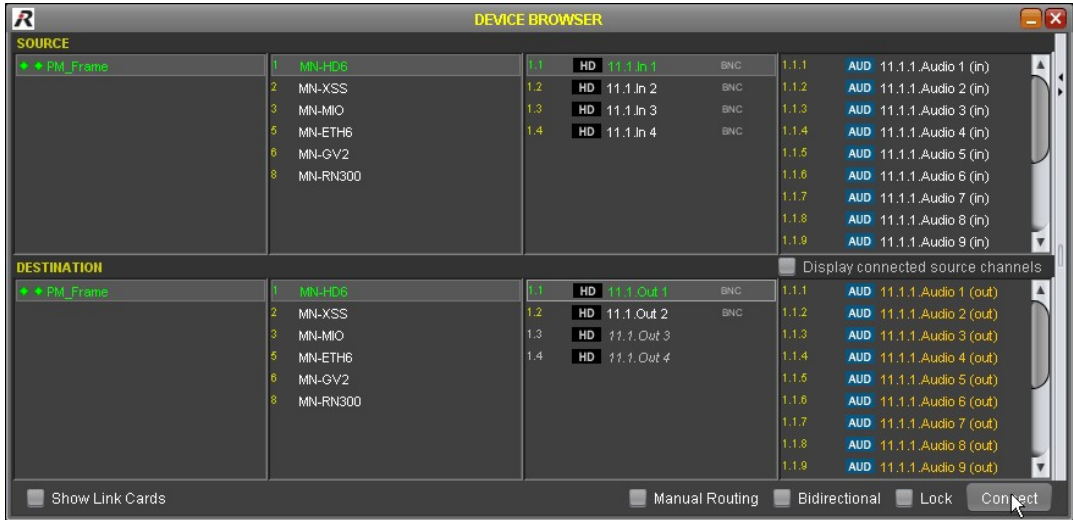 R DEVICE BROWSER
SOURCE
PM_Frame 1 MN-HD6 1.1 HD 11.1.In 1 BNC 1.1.1 AUD 11.1.1.Audio 1 (in)
2 MN-XSS 1.2 HD 11.1.In 2 BNC 1.1.2 AUD 11.1.1.Audio 2 (in)
3 MN-MIO 1.3 HD 11.1.In 3 BNC 1.1.3 AUD 11.1.1.Audio 3 (in)
5 MN-ETH6 1.4 HD 11.1.In 4 BNC 1.1.4 AUD 11.1.1.Audio 4 (in)
6 MN-GV2 1.1.5 AUD 11.1.1.Audio 5 (in)
8 MN-RN300 1.1.6 AUD 11.1.1.Audio 6 (in)
1.1.7 AUD 11.1.1.Audio 7 (in)
1.1.8 AUD 11.1.1.Audio 8 (in)
1.1.9 AUD 11.1.1.Audio 9 (in)
DESTINATION Display connected source channels
PM_Frame 1 MN-HD6 1.1 HD 11.1.Out 1 BNC 1.1.1 AUD 11.1.1.Audio 1 (out)
2 MN-XSS 1.2 HD 11.1.Out 2 BNC 1.1.2 AUD 11.1.1.Audio 2 (out)
3 MN-MIO 1.3 HD 11.1.Out 3 1.1.3 AUD 11.1.1.Audio 3 (out)
5 MN-ETH6 1.4 HD 11.1.Out 4 1.1.4 AUD 11.1.1.Audio 4 (out)
6 MN-GV2 1.1.5 AUD 11.1.1.Audio 5 (out)
8 MN-RN300 1.1.6 AUD 11.1.1.Audio 6 (out)
1.1.7 AUD 11.1.1.Audio 7 (out)
1.1.8 AUD 11.1.1.Audio 8 (out)
1.1.9 AUD 11.1.1.Audio 9 (out)
Show Link Cards Manual Routing Bidirectional Lock Connect